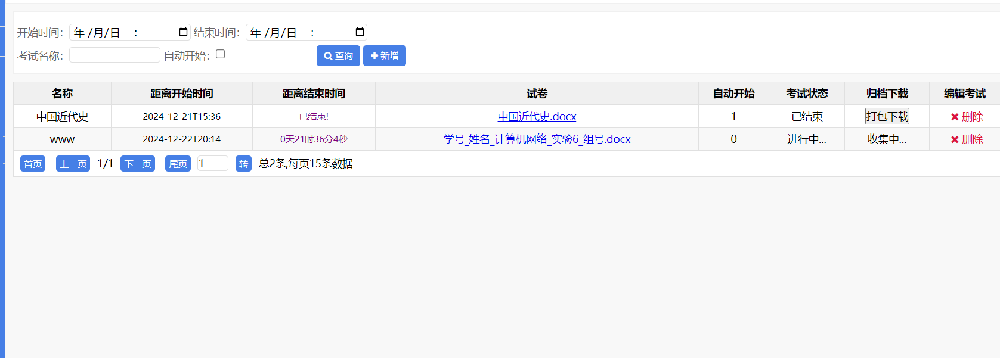 开始时间： 年 /月/日 --:-- 结束时间： 年 /月/日 --:--
考试名称： 自动开始： 查询 新增
名称 距离开始时间 距离结束时间 试卷 自动开始 考试状态 归档下载 编辑考试
中国近代史 2024-12-21T15:36 已结束! 中国近代史.docx 1 已结束 打包下载 删除
www 2024-12-22T20:14 0天21时36分4秒 学号_姓名_计算机网络_实验6_组号.docx 0 进行中... 收集中... 删除
首页 上一页 1/1 下一页 尾页 1 转 总2条,每页15条数据